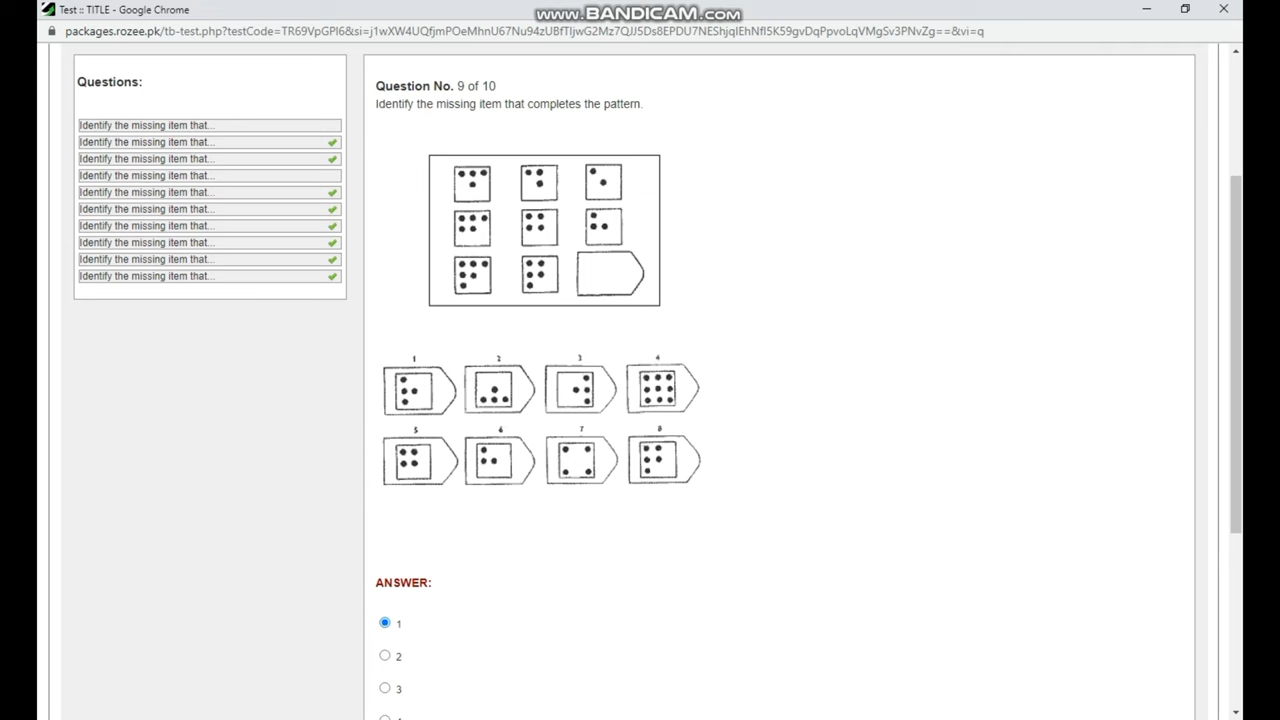 Test :: TITLE - Google Chrome
www.BANDICAM.com
packages.rozee.pk/tb-test.php?testCode=TR69VpGPI6&si=j1wXW4UQfjmPOeMhnU67Nu94zUBfTIjwG2Mz7QJJ5Ds8EPDU7NEShjqIEhNfI5K59gvDqPpvoLqVMgSv3PNvZg==&vi=q
Questions:
Identify the missing item that...
Identify the missing item that...
Identify the missing item that...
Identify the missing item that...
Identify the missing item that...
Identify the missing item that...
Identify the missing item that...
Identify the missing item that...
Identify the missing item that...
Identify the missing item that...
Question No. 9 of 10
Identify the missing item that completes the pattern.
1 2 3 4
5 6 7 8
ANSWER:
1
2
3